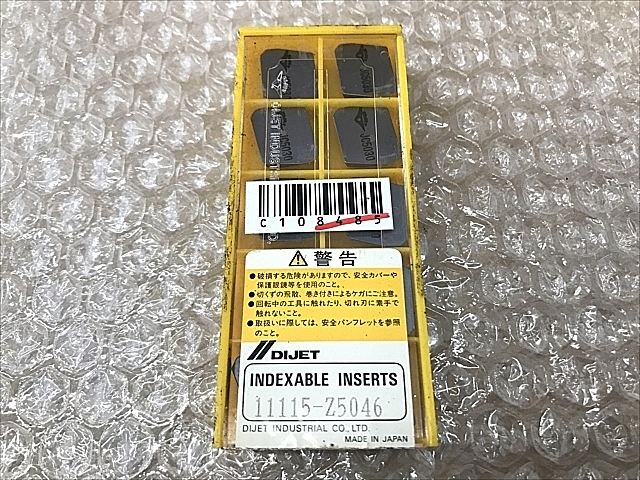 JC5030
C108485
警告
●破損する危険がありますので、安全カバーや
保護眼鏡等を使用のこと。
●切くずの飛散、巻き付きによるケガにご注意。
●回転中の工具に触れたり、切れ刃に素手で
触れないこと。
●取扱いに際しては、安全パンフレットを参照
のこと。
DIJET
INDEXABLE INSERTS
11115-Z5046
DIJET INDUSTRIAL CO., LTD.
MADE IN JAPAN